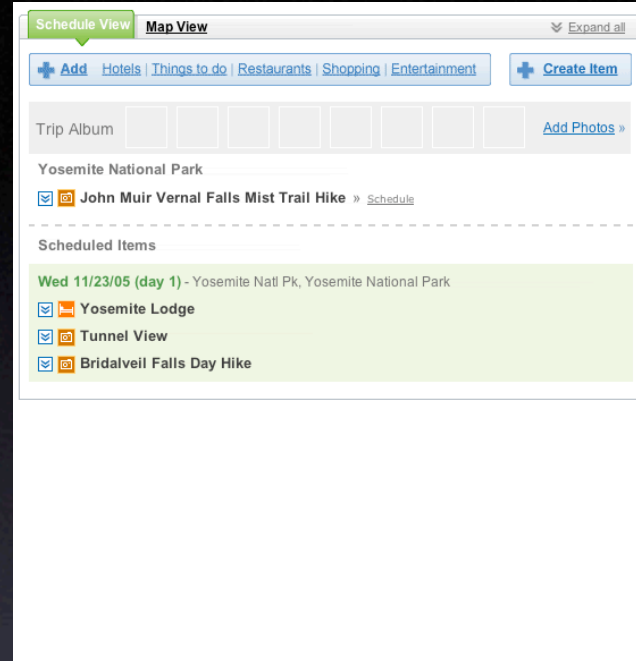 Schedule View Map View Expand all
Add Hotels | Things to do | Restaurants | Shopping | Entertainment Create Item
Trip Album Add Photos »
Yosemite National Park
John Muir Vernal Falls Mist Trail Hike » Schedule
Scheduled Items
Wed 11/23/05 (day 1) - Yosemite Natl Pk, Yosemite National Park
Yosemite Lodge
Tunnel View
Bridalveil Falls Day Hike